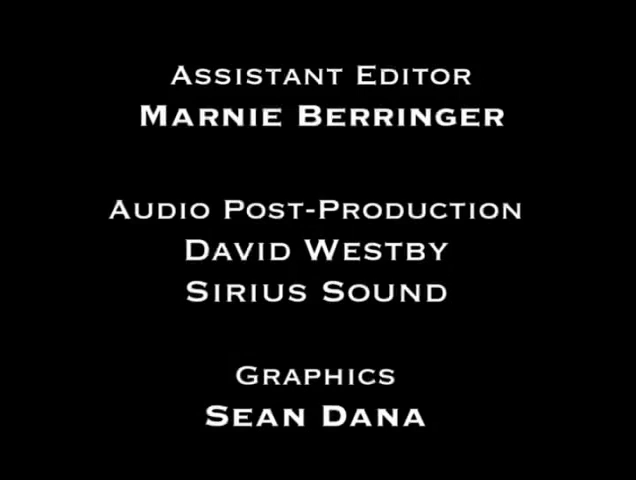 Assistant Editor
Marnie Berringer
Audio Post-Production
David Westby
Sirius Sound
Graphics
Sean Dana